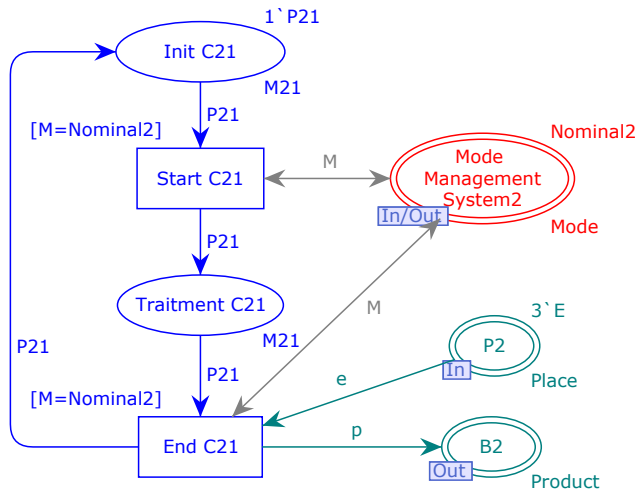 1`P21
Init C21
M21
P21
[M=Nominal2]
Nominal2
Start C21
M
Mode
Management
System2
In/Out
Mode
P21
Traitment C21
M21
M
3`E
P2
In
Place
P21
P21
e
[M=Nominal2]
End C21
p
B2
Out
Product